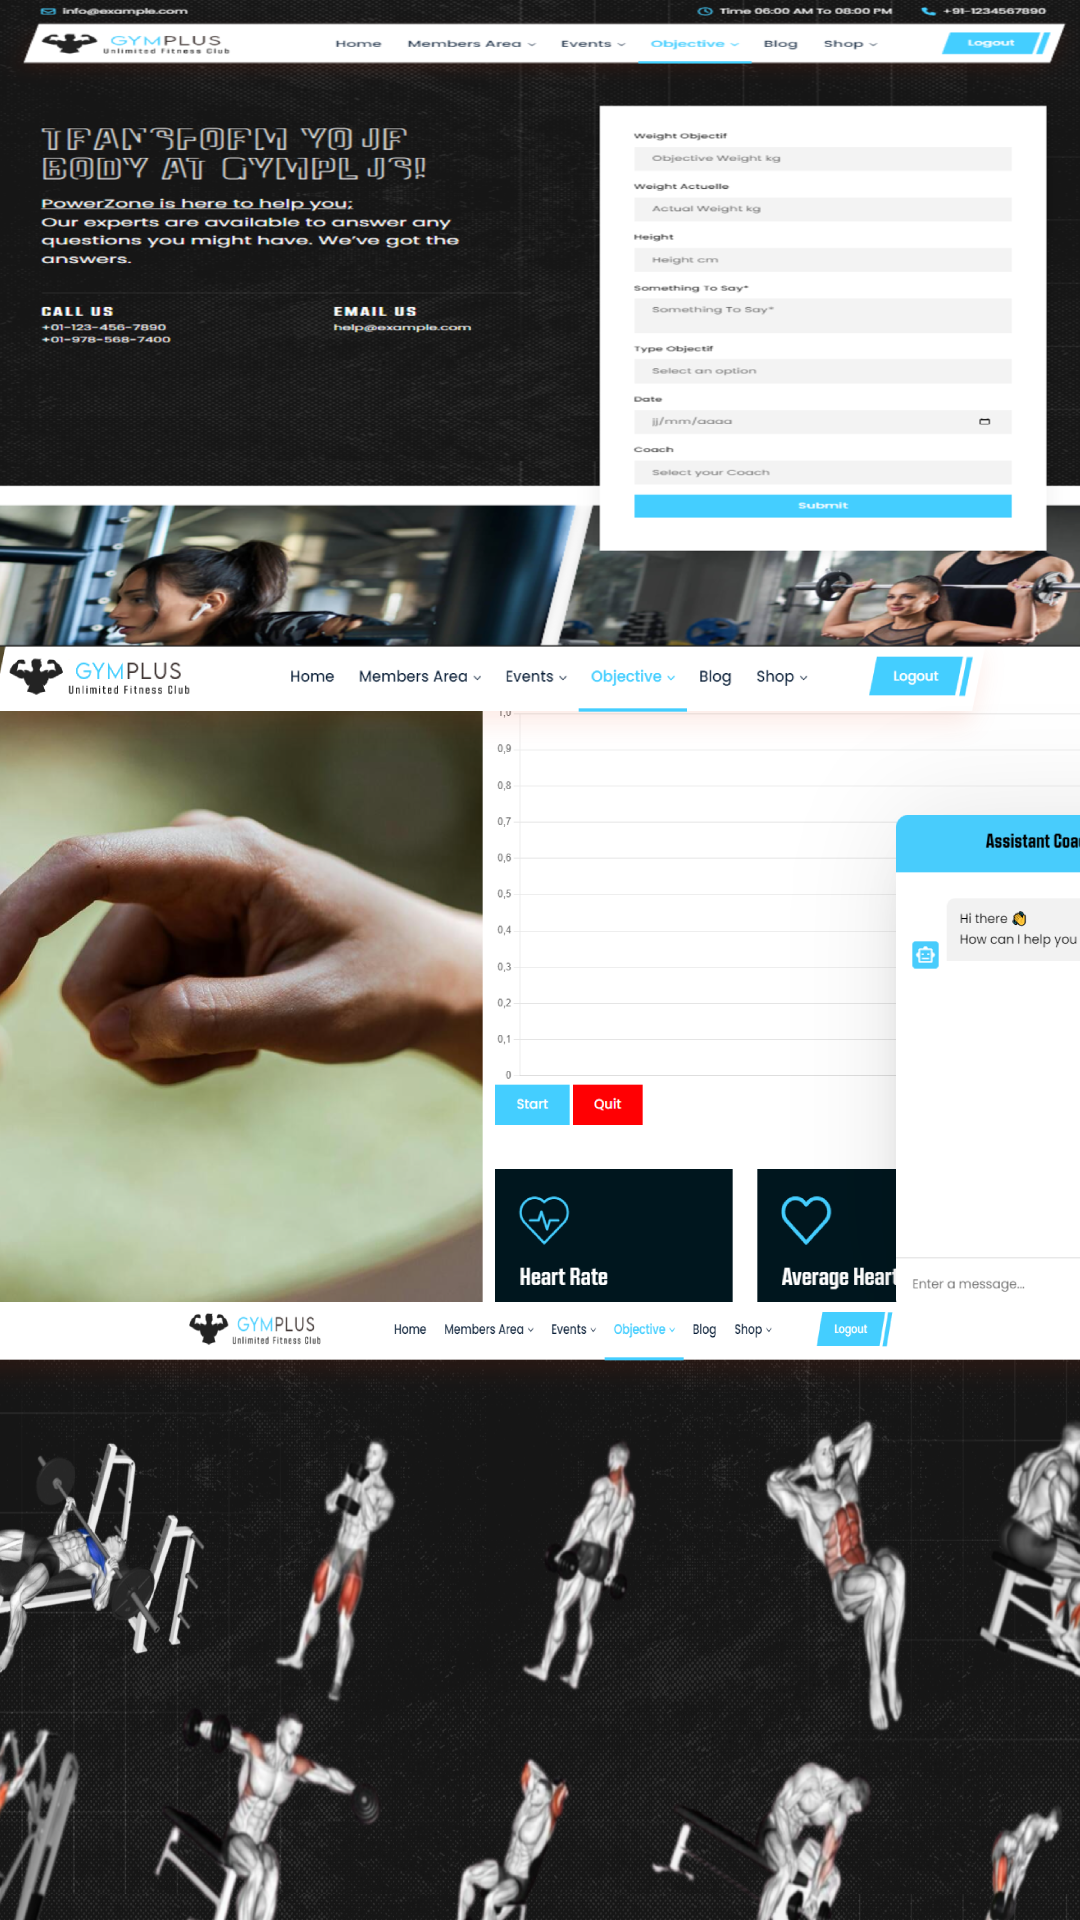 info@example.com
Time 06:00 AM To 08:00 PM
+91-1234567890
GYMPLUS
Unlimited Fitness Club
Home Members Area Events Objective Blog Shop
Logout
TRANSFORM YOUR
BODY AT GYMPLUS!
PowerZone is here to help you;
Our experts are available to answer any
questions you might have. We've got the
answers.
CALL US
+01-123-456-7890
+01-978-568-7400
EMAIL US
help@example.com
Weight Objectif
Objective Weight kg
Weight Actuelle
Actual Weight kg
Height
Height cm
Something To Say*
Something To Say*
Type Objectif
Select an option
Date
jj/mm/aaaa
Coach
Select your Coach
Submit
GYMPLUS
Unlimited Fitness Club
Home Members Area Events Objective Blog Shop
Logout
1,0
0,9
0,8
0,7
0,6
0,5
0,4
0,3
0,2
0,1
0
Start
Quit
Assistant Coa
Hi there 👋
How can I help you
Enter a message...
Heart Rate
Average Heart
GYMPLUS
Unlimited Fitness Club
Home Members Area Events Objective Blog Shop
Logout